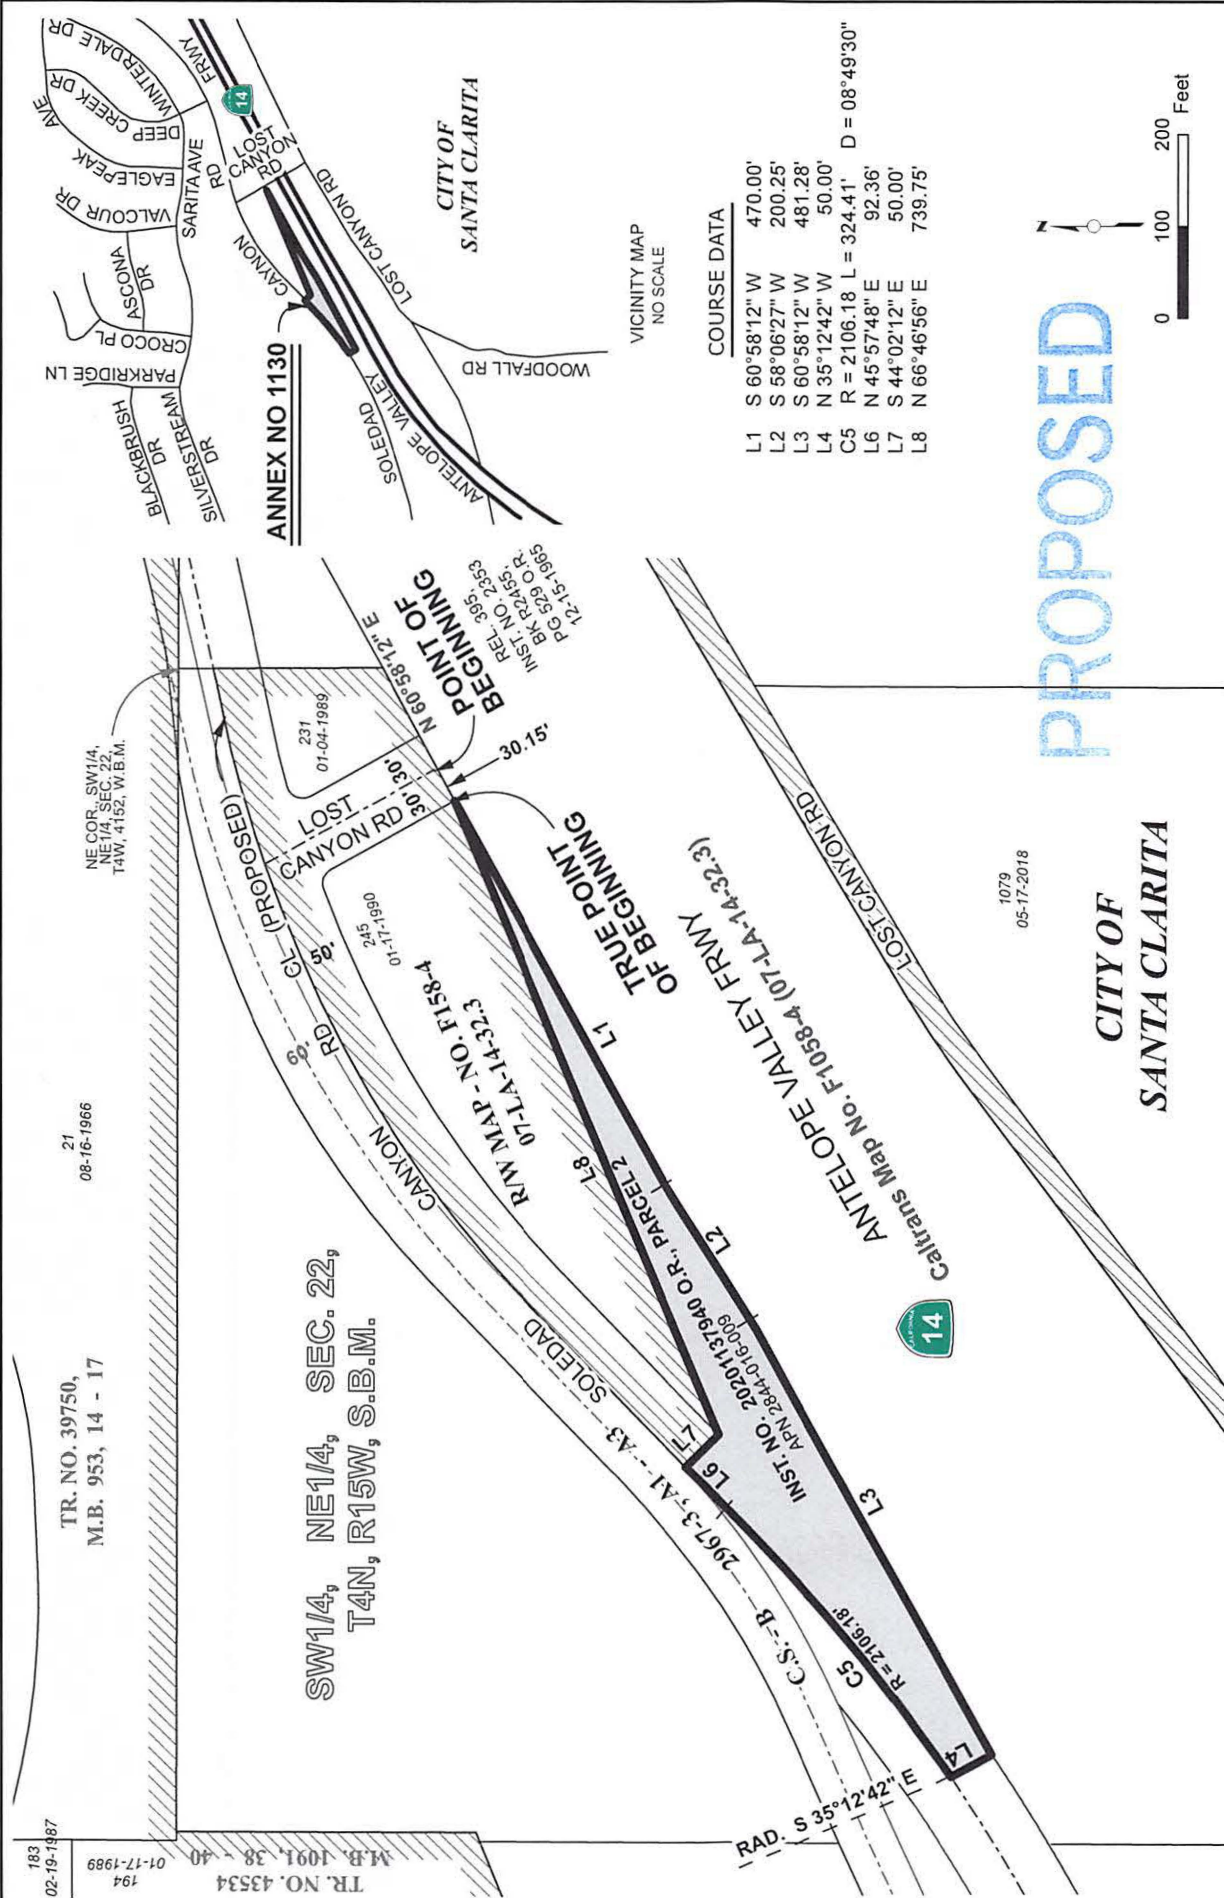 183
02-19-1987
194
01-17-1989
TR. NO. 43534
M.B. 1091, 38 - 40
TR. NO. 39750,
M.B. 953, 14 - 17
21
08-16-1966
NE COR., SW1/4,
NE1/4, SEC. 22,
T4W, 4152, W.B.M.
SW1/4, NE1/4, SEC. 22,
T4N, R15W, S.B.M.
SOLEDAD
CANYON
RD
CL (PROPOSED)
60'
50'
C.S. - B - 2967-3, A1 - A3
231
01-04-1989
LOST
CANYON RD
30'
30'
245
01-17-1990
R/W MAP - NO. F158-4
07-LA-14-32.3
N 60°58'12" E
POINT OF
BEGINNING
REL. 395,
INST. NO. 2353
BK R2455,
PG 529 O.R.
12-15-1965
30.15'
TRUE POINT
OF BEGINNING
L1
L2
L3
L4
C5
R = 2106.18'
L6
L7
L8
INST. NO. 20201137940 O.R., PARCEL 2
APN 2844-016-009
RAD. S 35°12'42" E
ANTELOPE VALLEY FRWY
Caltrans Map No. F1058-4 (07-LA-14-32.3)
CALIFORNIA
14
LOST CANYON RD
1079
05-17-2018
CITY OF
SANTA CLARITA
BLACKBRUSH
DR
SILVERSTREAM
DR
PARKRIDGE LN
CROCO PL
ASCONA
DR
VALCOUR DR
SARITA AVE
EAGLEPEAK
AVE
DEEP
CREEK DR
WINTERDALE DR
ANNEX NO 1130
SOLEDAD
CAYNON
RD
ANTELOPE VALLEY
FRWY
14
LOST
CANYON
RD
LOST CANYON RD
WOODFALL RD
CITY OF
SANTA CLARITA
VICINITY MAP
NO SCALE
COURSE DATA
L1 S 60°58'12" W 470.00'
L2 S 58°06'27" W 200.25'
L3 S 60°58'12" W 481.28'
L4 N 35°12'42" W 50.00'
C5 R = 2106.18 L = 324.41' D = 08°49'30"
L6 N 45°57'48" E 92.36'
L7 S 44°02'12" E 50.00'
L8 N 66°46'56" E 739.75'
PROPOSED
N
0 100 200
Feet